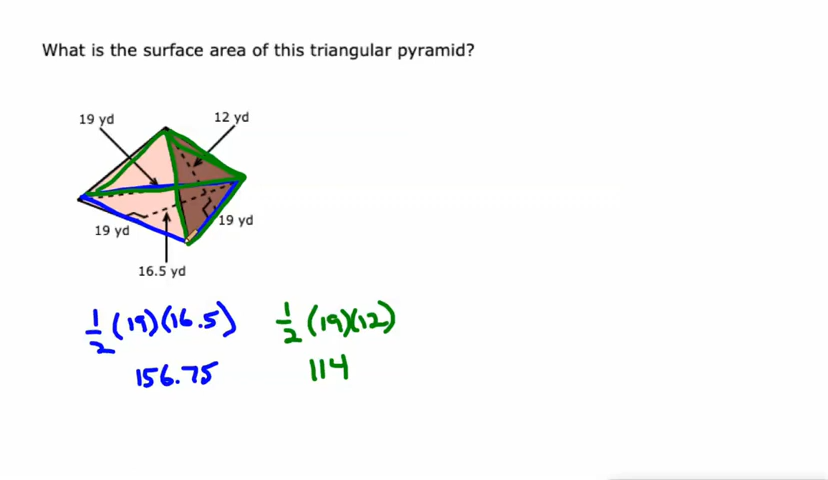 What is the surface area of this triangular pyramid?
19 yd
12 yd
19 yd
19 yd
16.5 yd
1/2 (19)(16.5)
1/2 (19)(12)
156.75
114